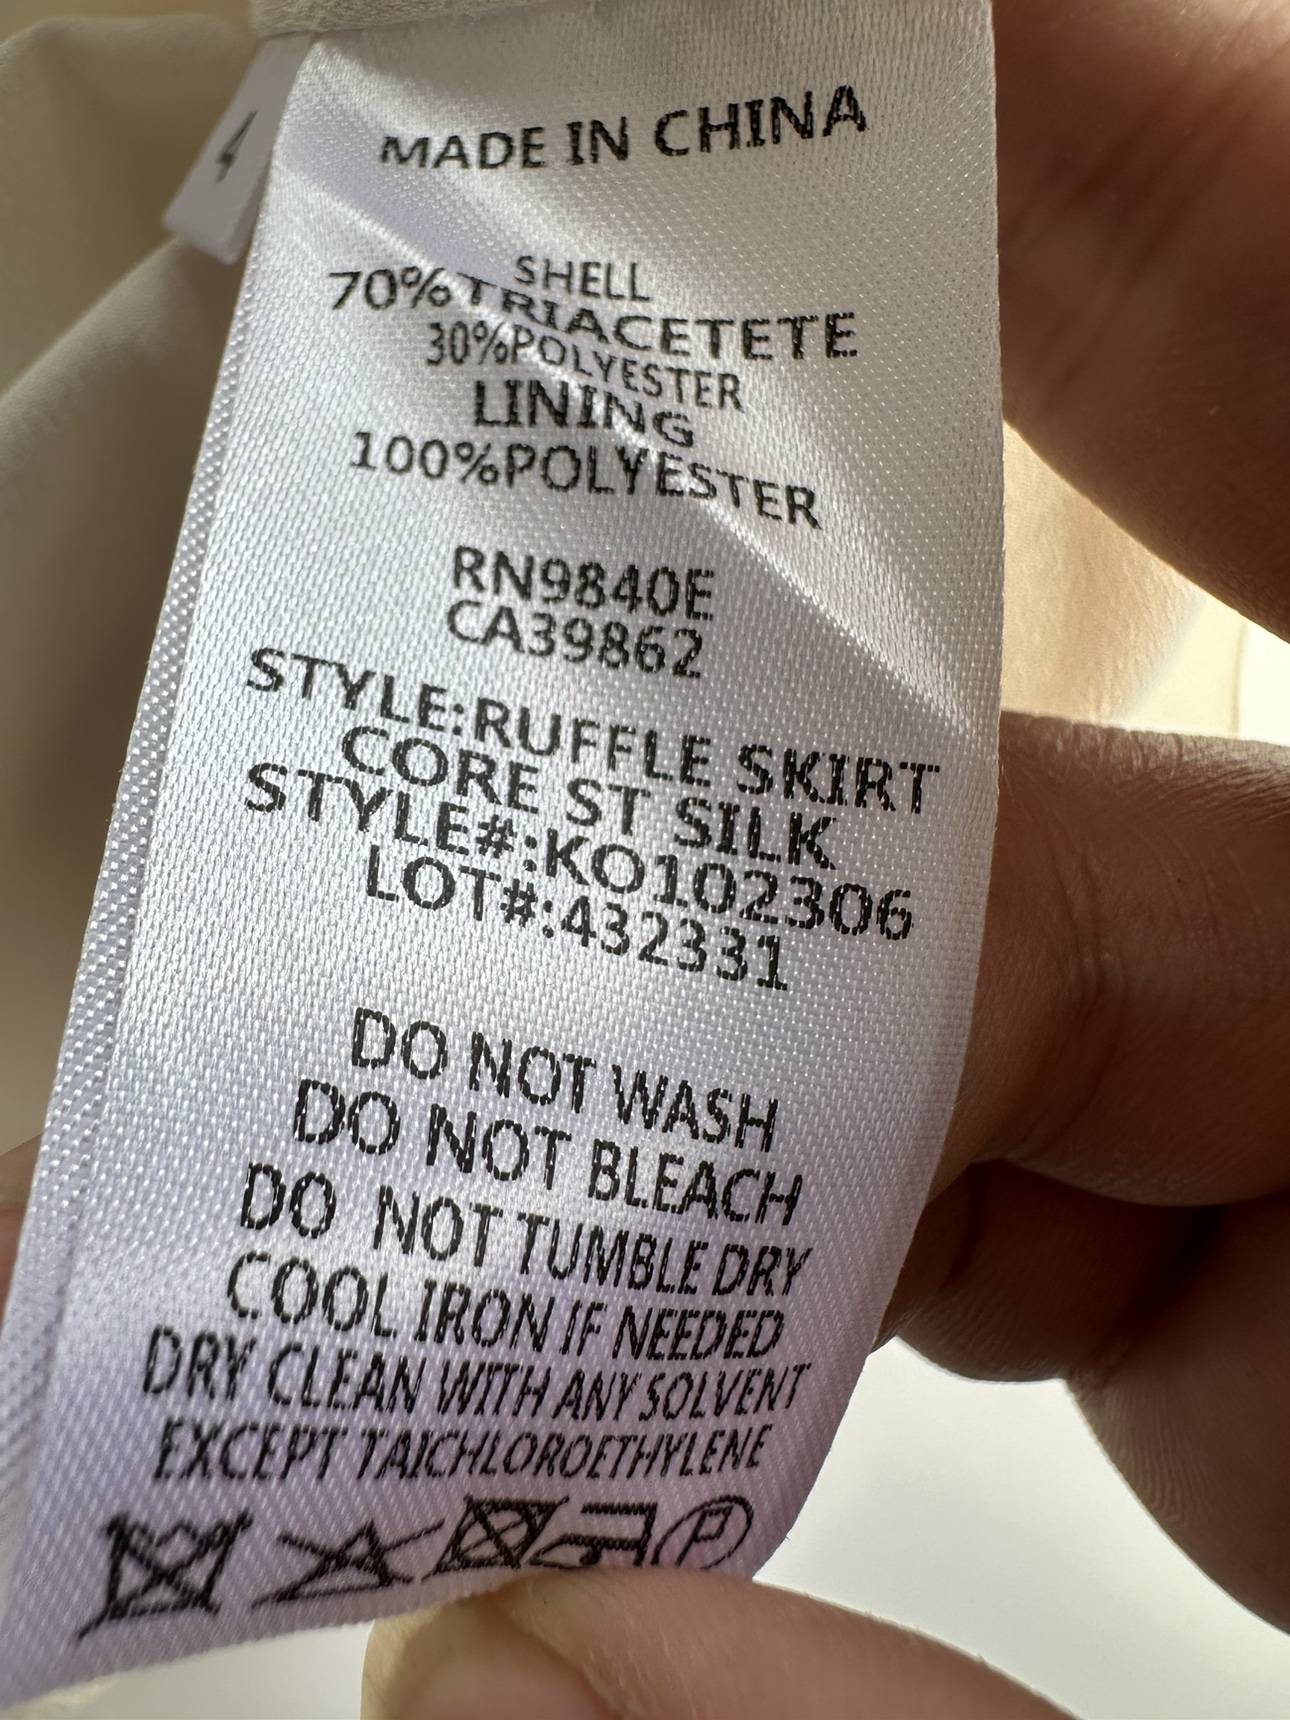 4
MADE IN CHINA
SHELL
70%TRIACETETE
30%POLYESTER
LINING
100%POLYESTER
RN9840E
CA39862
STYLE:RUFFLE SKIRT
CORE ST SILK
STYLE#:KO102306
LOT#:432331
DO NOT WASH
DO NOT BLEACH
DO NOT TUMBLE DRY
COOL IRON IF NEEDED
DRY CLEAN WITH ANY SOLVENT
EXCEPT TAICHLOROETHYLENE
P